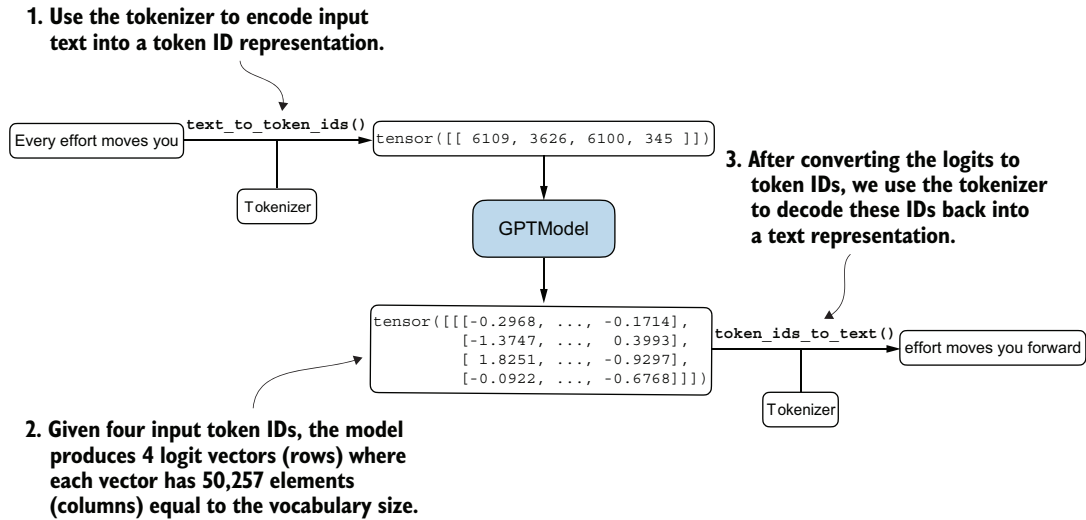 1. Use the tokenizer to encode input
text into a token ID representation.
text_to_token_ids()
Every effort moves you
tensor([[ 6109, 3626, 6100, 345 ]])
Tokenizer
3. After converting the logits to
token IDs, we use the tokenizer
to decode these IDs back into
a text representation.
GPTModel
tensor([[[-0.2968, ..., -0.1714],
[-1.3747, ..., 0.3993],
[ 1.8251, ..., -0.9297],
[-0.0922, ..., -0.6768]]])
token_ids_to_text()
effort moves you forward
Tokenizer
2. Given four input token IDs, the model
produces 4 logit vectors (rows) where
each vector has 50,257 elements
(columns) equal to the vocabulary size.